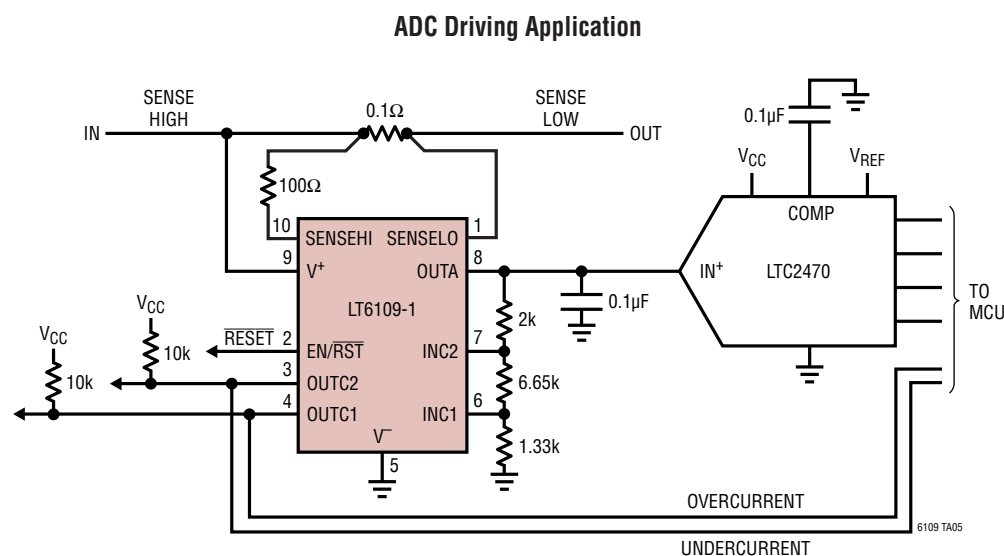 ADC Driving Application
IN
SENSE
HIGH
0.1Ω
SENSE
LOW
OUT
0.1µF
VCC
VREF
COMP
IN+
LTC2470
TO
MCU
100Ω
10
SENSEHI
SENSELO
1
9
V+
OUTA
8
LT6109-1
0.1µF
2k
VCC
VCC
10k
10k
RESET
2
EN/RST
INC2
7
3
OUTC2
6.65k
4
OUTC1
INC1
6
V–
5
1.33k
OVERCURRENT
UNDERCURRENT
6109 TA05